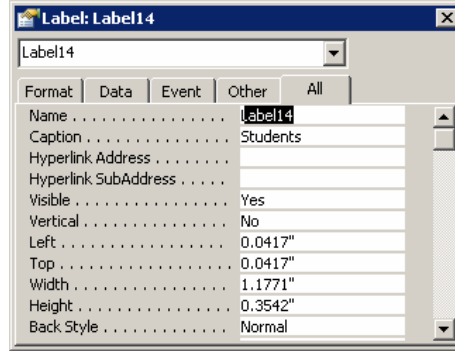 Label: Label14
Label14
Format Data Event Other All
Name . . . . . . . . . . . . . . . . Label14
Caption . . . . . . . . . . . . . . . Students
Hyperlink Address . . . . . . . .
Hyperlink SubAddress . . . . .
Visible . . . . . . . . . . . . . . . . Yes
Vertical . . . . . . . . . . . . . . . No
Left . . . . . . . . . . . . . . . . . 0.0417"
Top . . . . . . . . . . . . . . . . . 0.0417"
Width . . . . . . . . . . . . . . . . 1.1771"
Height . . . . . . . . . . . . . . . 0.3542"
Back Style . . . . . . . . . . . . . Normal